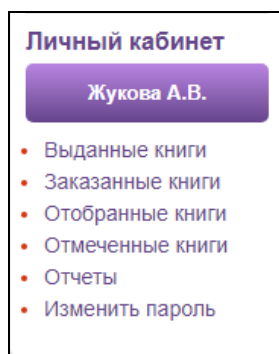 Личный кабинет
Жукова А.В.
Выданные книги
Заказанные книги
Отобранные книги
Отмеченные книги
Отчеты
Изменить пароль